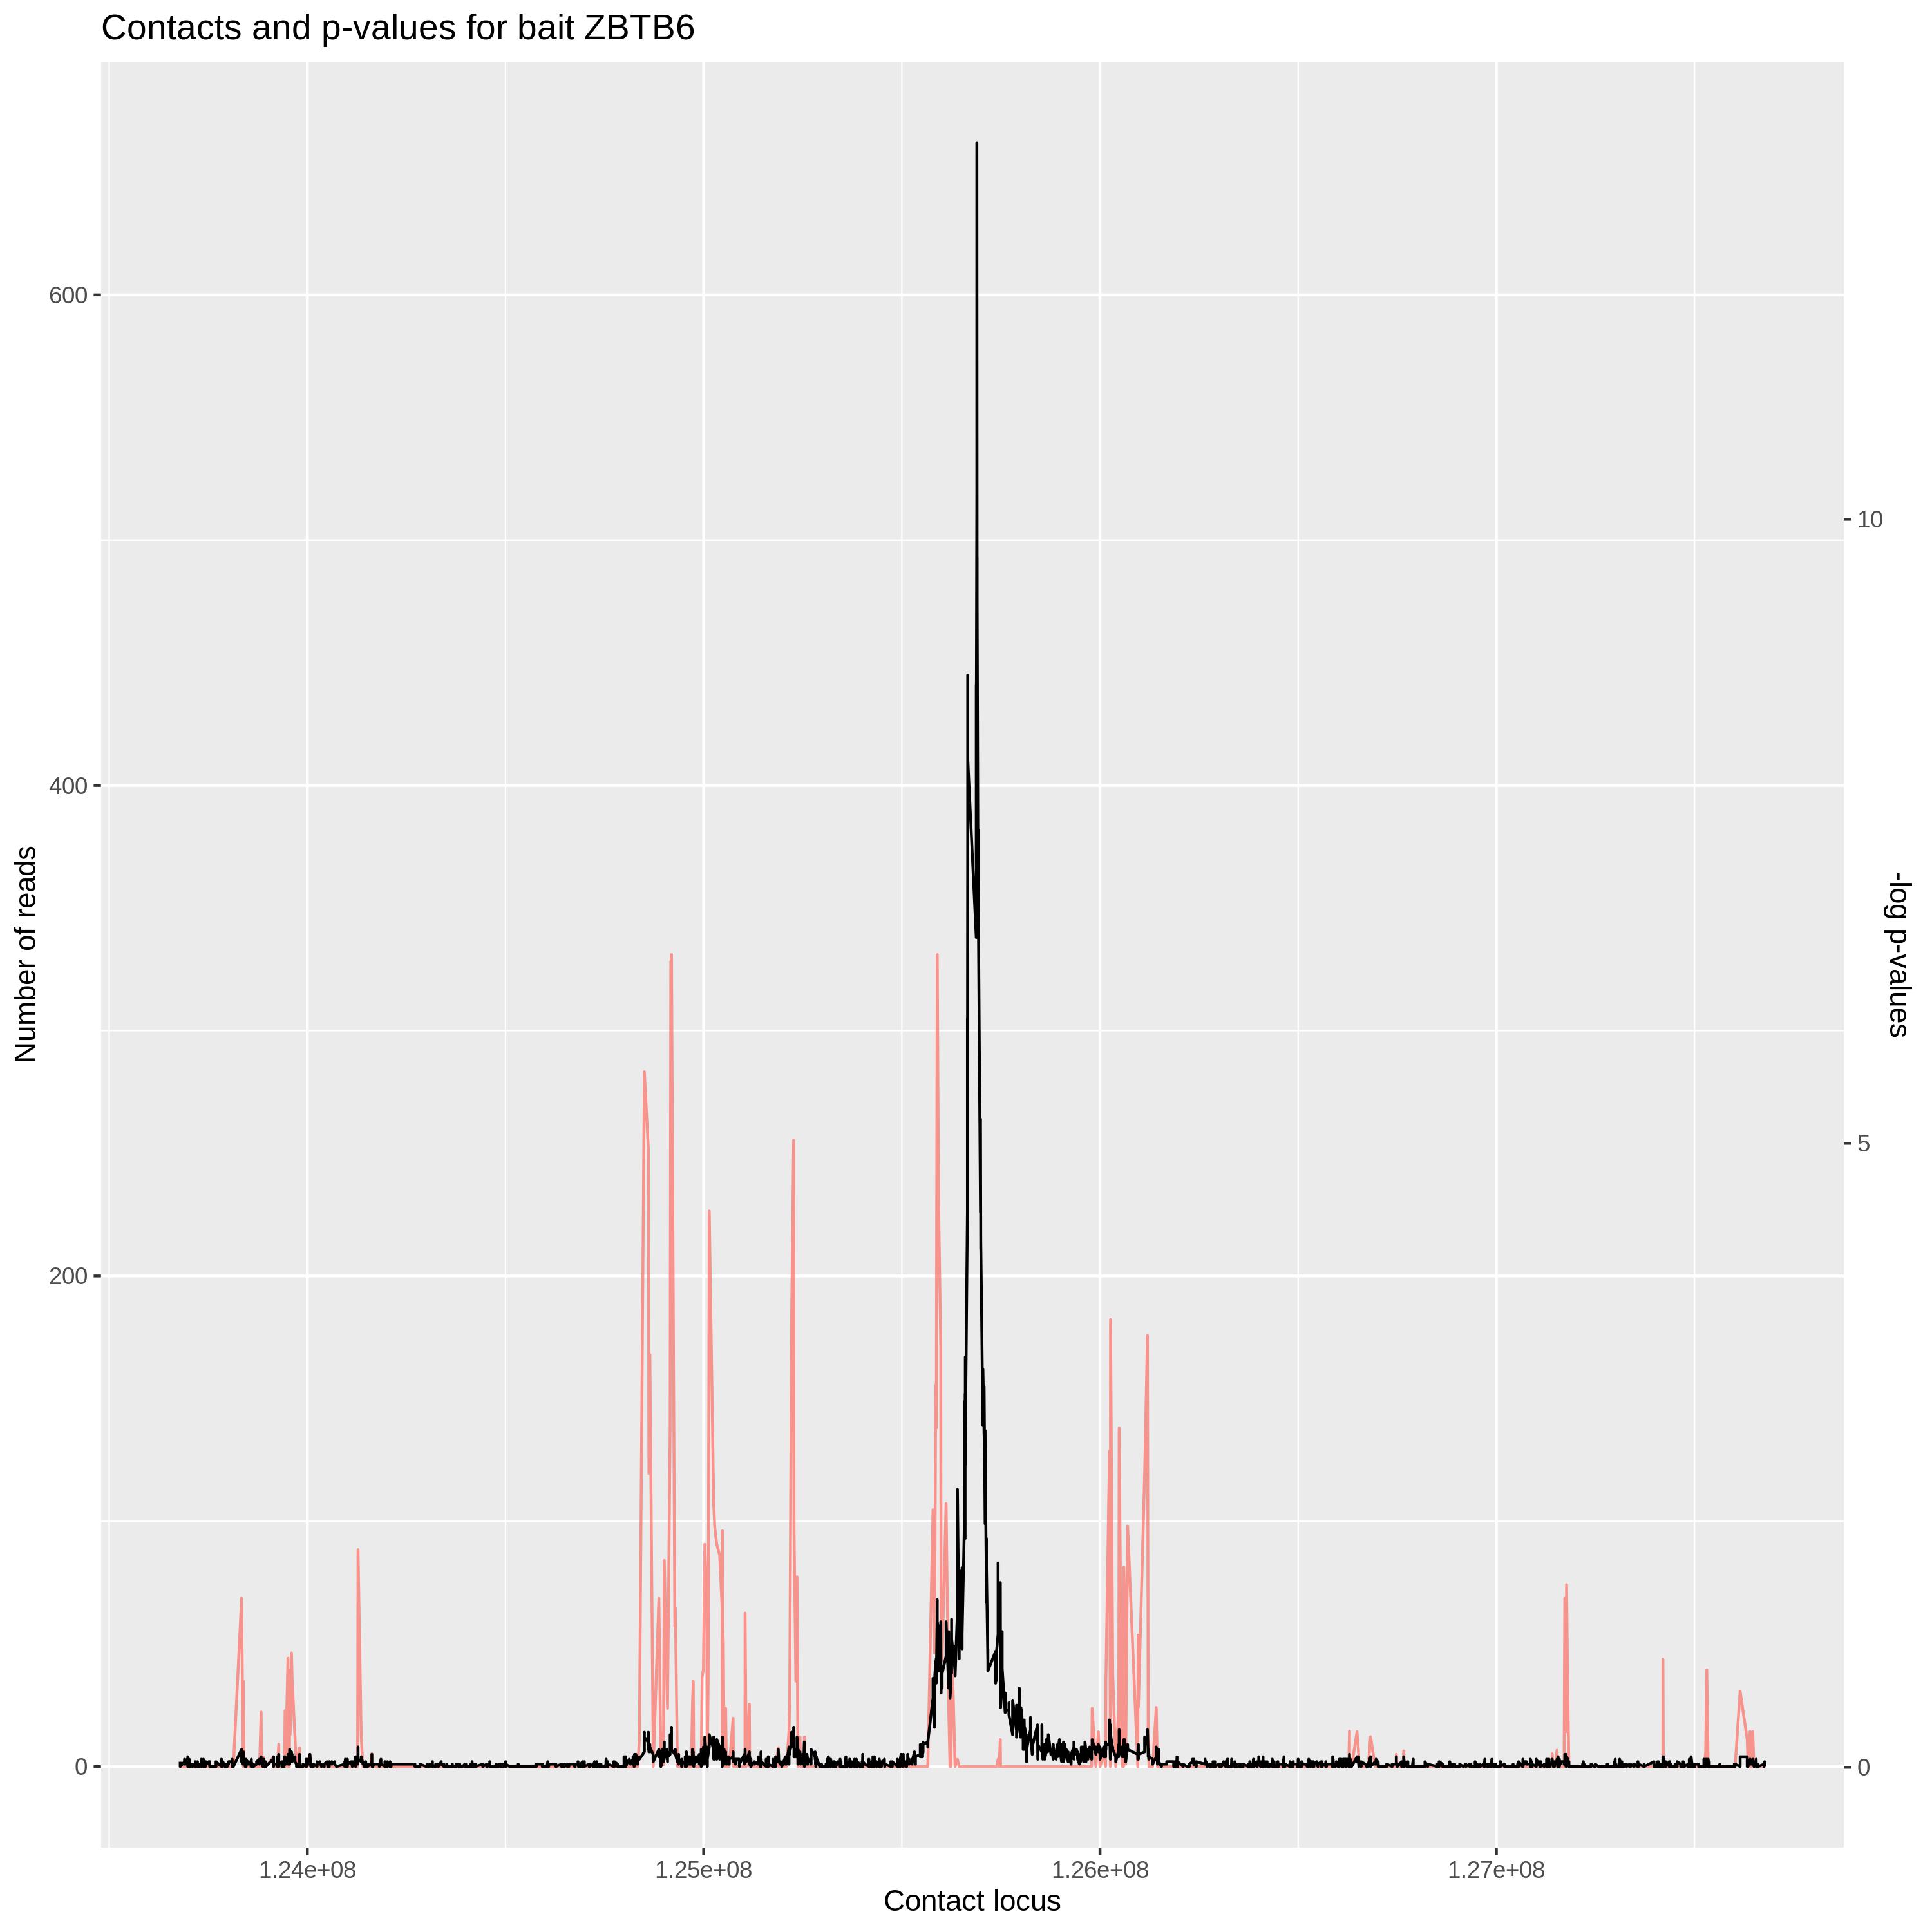 Contacts and p-values for bait ZBTB6
600
400
200
0
10
5
0
Number of reads
-log p-values
1.24e+08
1.25e+08
1.26e+08
1.27e+08
Contact locus